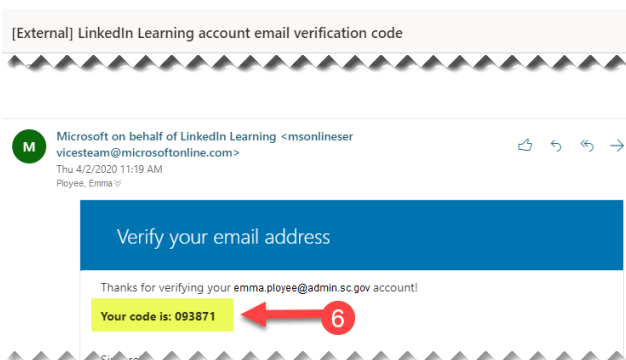 [External] LinkedIn Learning account email verification code
M
Microsoft on behalf of LinkedIn Learning <msonlineser
vicesteam@microsoftonline.com>
Thu 4/2/2020 11:19 AM
Ployee, Emma
Verify your email address
Thanks for verifying your emma.ployee@admin.sc.gov account!
Your code is: 093871
6